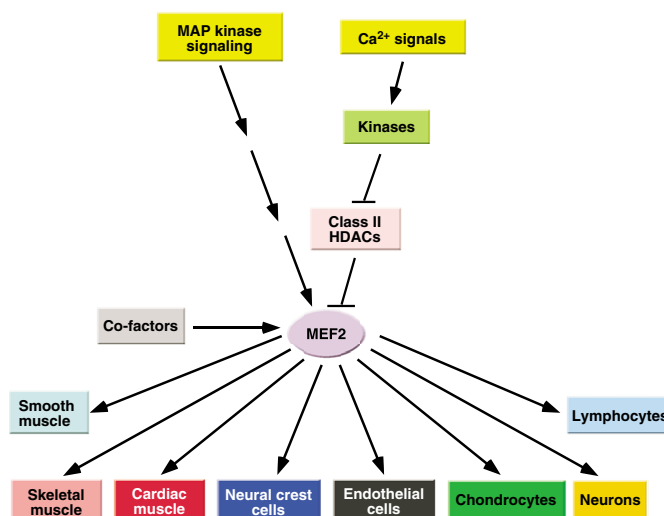 MAP kinase
signaling
Ca²⁺ signals
Kinases
Class II
HDACs
Co-factors
MEF2
Smooth
muscle
Lymphocytes
Skeletal
muscle
Cardiac
muscle
Neural crest
cells
Endothelial
cells
Chondrocytes
Neurons